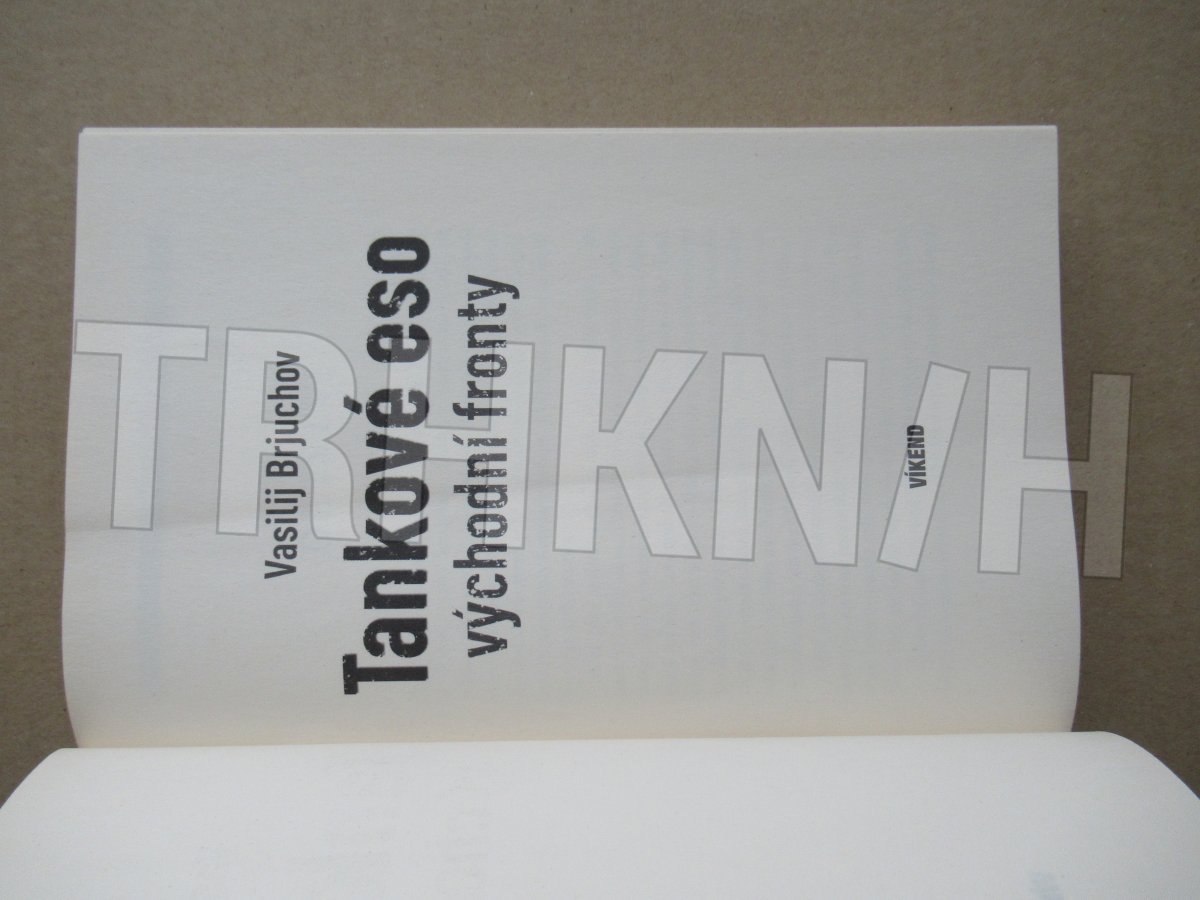 Vasilij Brjuchov
Tankové eso
východní fronty
VÍKEND
TRHKNIH